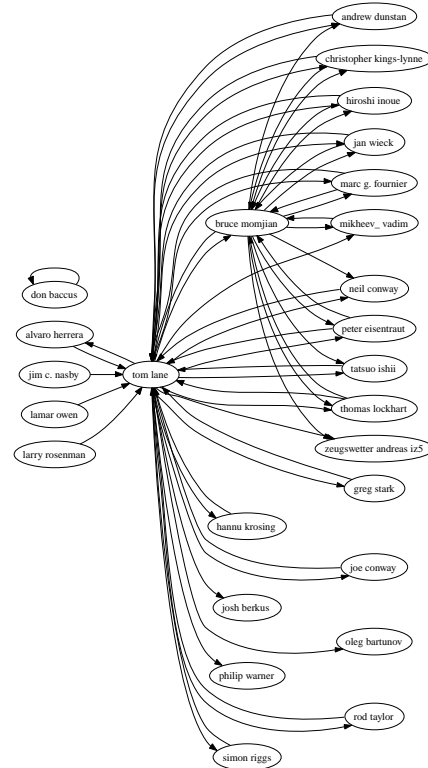 andrew dunstan
christopher kings-lynne
hiroshi inoue
jan wieck
marc g. fournier
bruce momjian
mikheev_ vadim
don baccus
neil conway
alvaro herrera
peter eisentraut
jim c. nasby
tom lane
tatsuo ishii
lamar owen
thomas lockhart
larry rosenman
zeugswetter andreas iz5
greg stark
hannu krosing
joe conway
josh berkus
oleg bartunov
philip warner
rod taylor
simon riggs